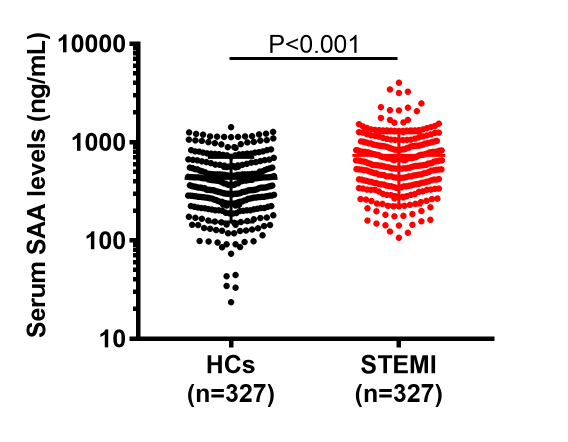 P<0.001
Serum SAA levels (ng/mL)
10000
1000
100
10
HCs
(n=327)
STEMI
(n=327)